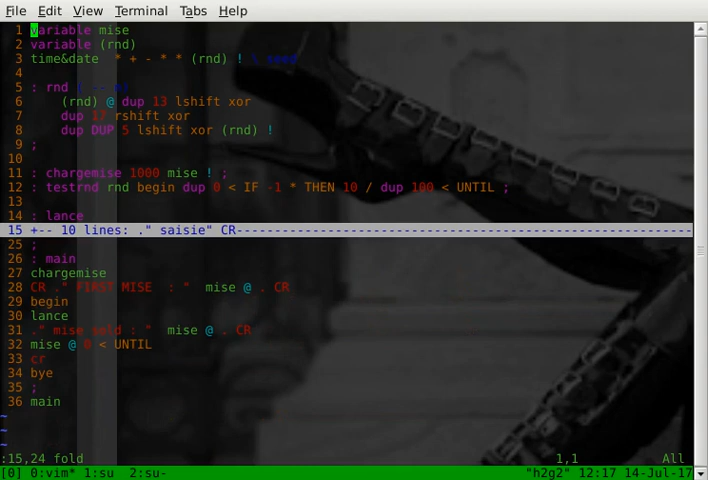 File Edit View Terminal Tabs Help
1 variable mise
2 variable (rnd)
3 time&date * + - * * (rnd) ! \ seed
4
5 : rnd ( -- n)
6 (rnd) @ dup 13 lshift xor
7 dup 17 rshift xor
8 dup DUP 5 lshift xor (rnd) !
9 ;
10
11 : chargemise 1000 mise ! ;
12 : testrnd rnd begin dup 0 < IF -1 * THEN 10 / dup 100 < UNTIL ;
13
14 : lance
15 +-- 10 lines: ." saisie" CR-----------------------------------------------------------
25 ;
26 : main
27 chargemise
28 CR ." FIRST MISE : " mise @ . CR
29 begin
30 lance
31 ." mise sold : " mise @ . CR
32 mise @ 0 < UNTIL
33 cr
34 bye
35 ;
36 main
~
~
~
:15,24 fold 1,1 All
[0] 0:vim* 1:su 2:su- "h2g2" 12:17 14-Jul-17